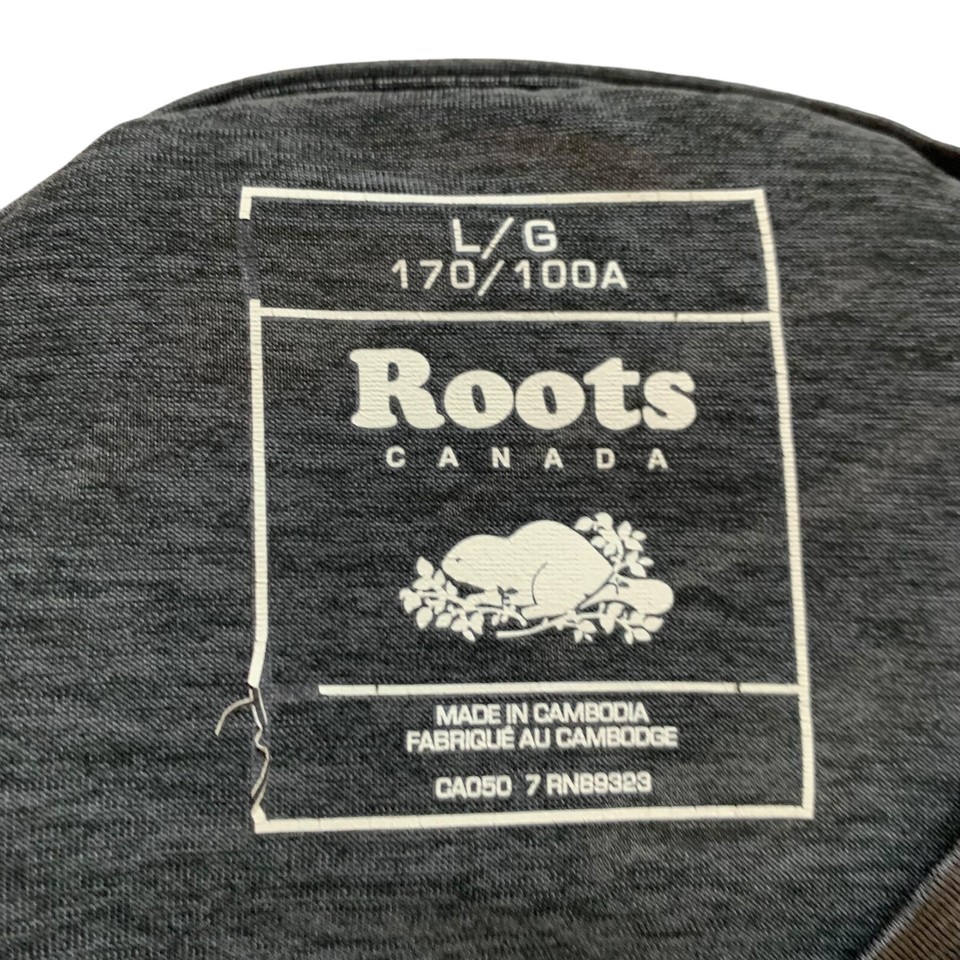 L/G
170/100A
Roots
CANADA
MADE IN CAMBODIA
FABRIQUÉ AU CAMBODGE
CA050 7 RN69323